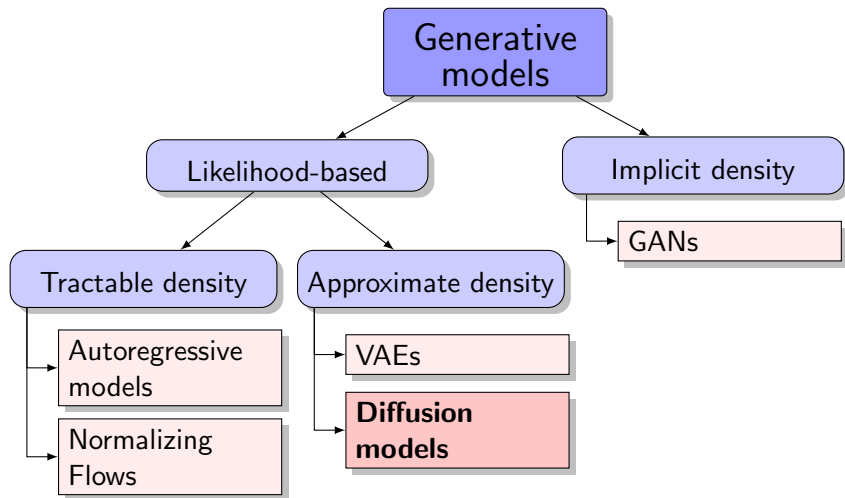 Generative
models
Likelihood-based
Implicit density
GANs
Tractable density
Approximate density
Autoregressive
models
VAEs
Normalizing
Flows
Diffusion
models